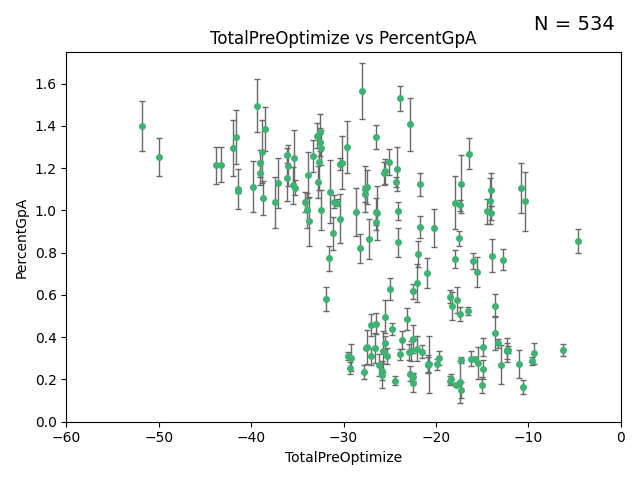 N = 534
TotalPreOptimize vs PercentGpA
PercentGpA
1.6
1.4
1.2
1.0
0.8
0.6
0.4
0.2
0.0
−60 −50 −40 −30 −20 −10 0
TotalPreOptimize